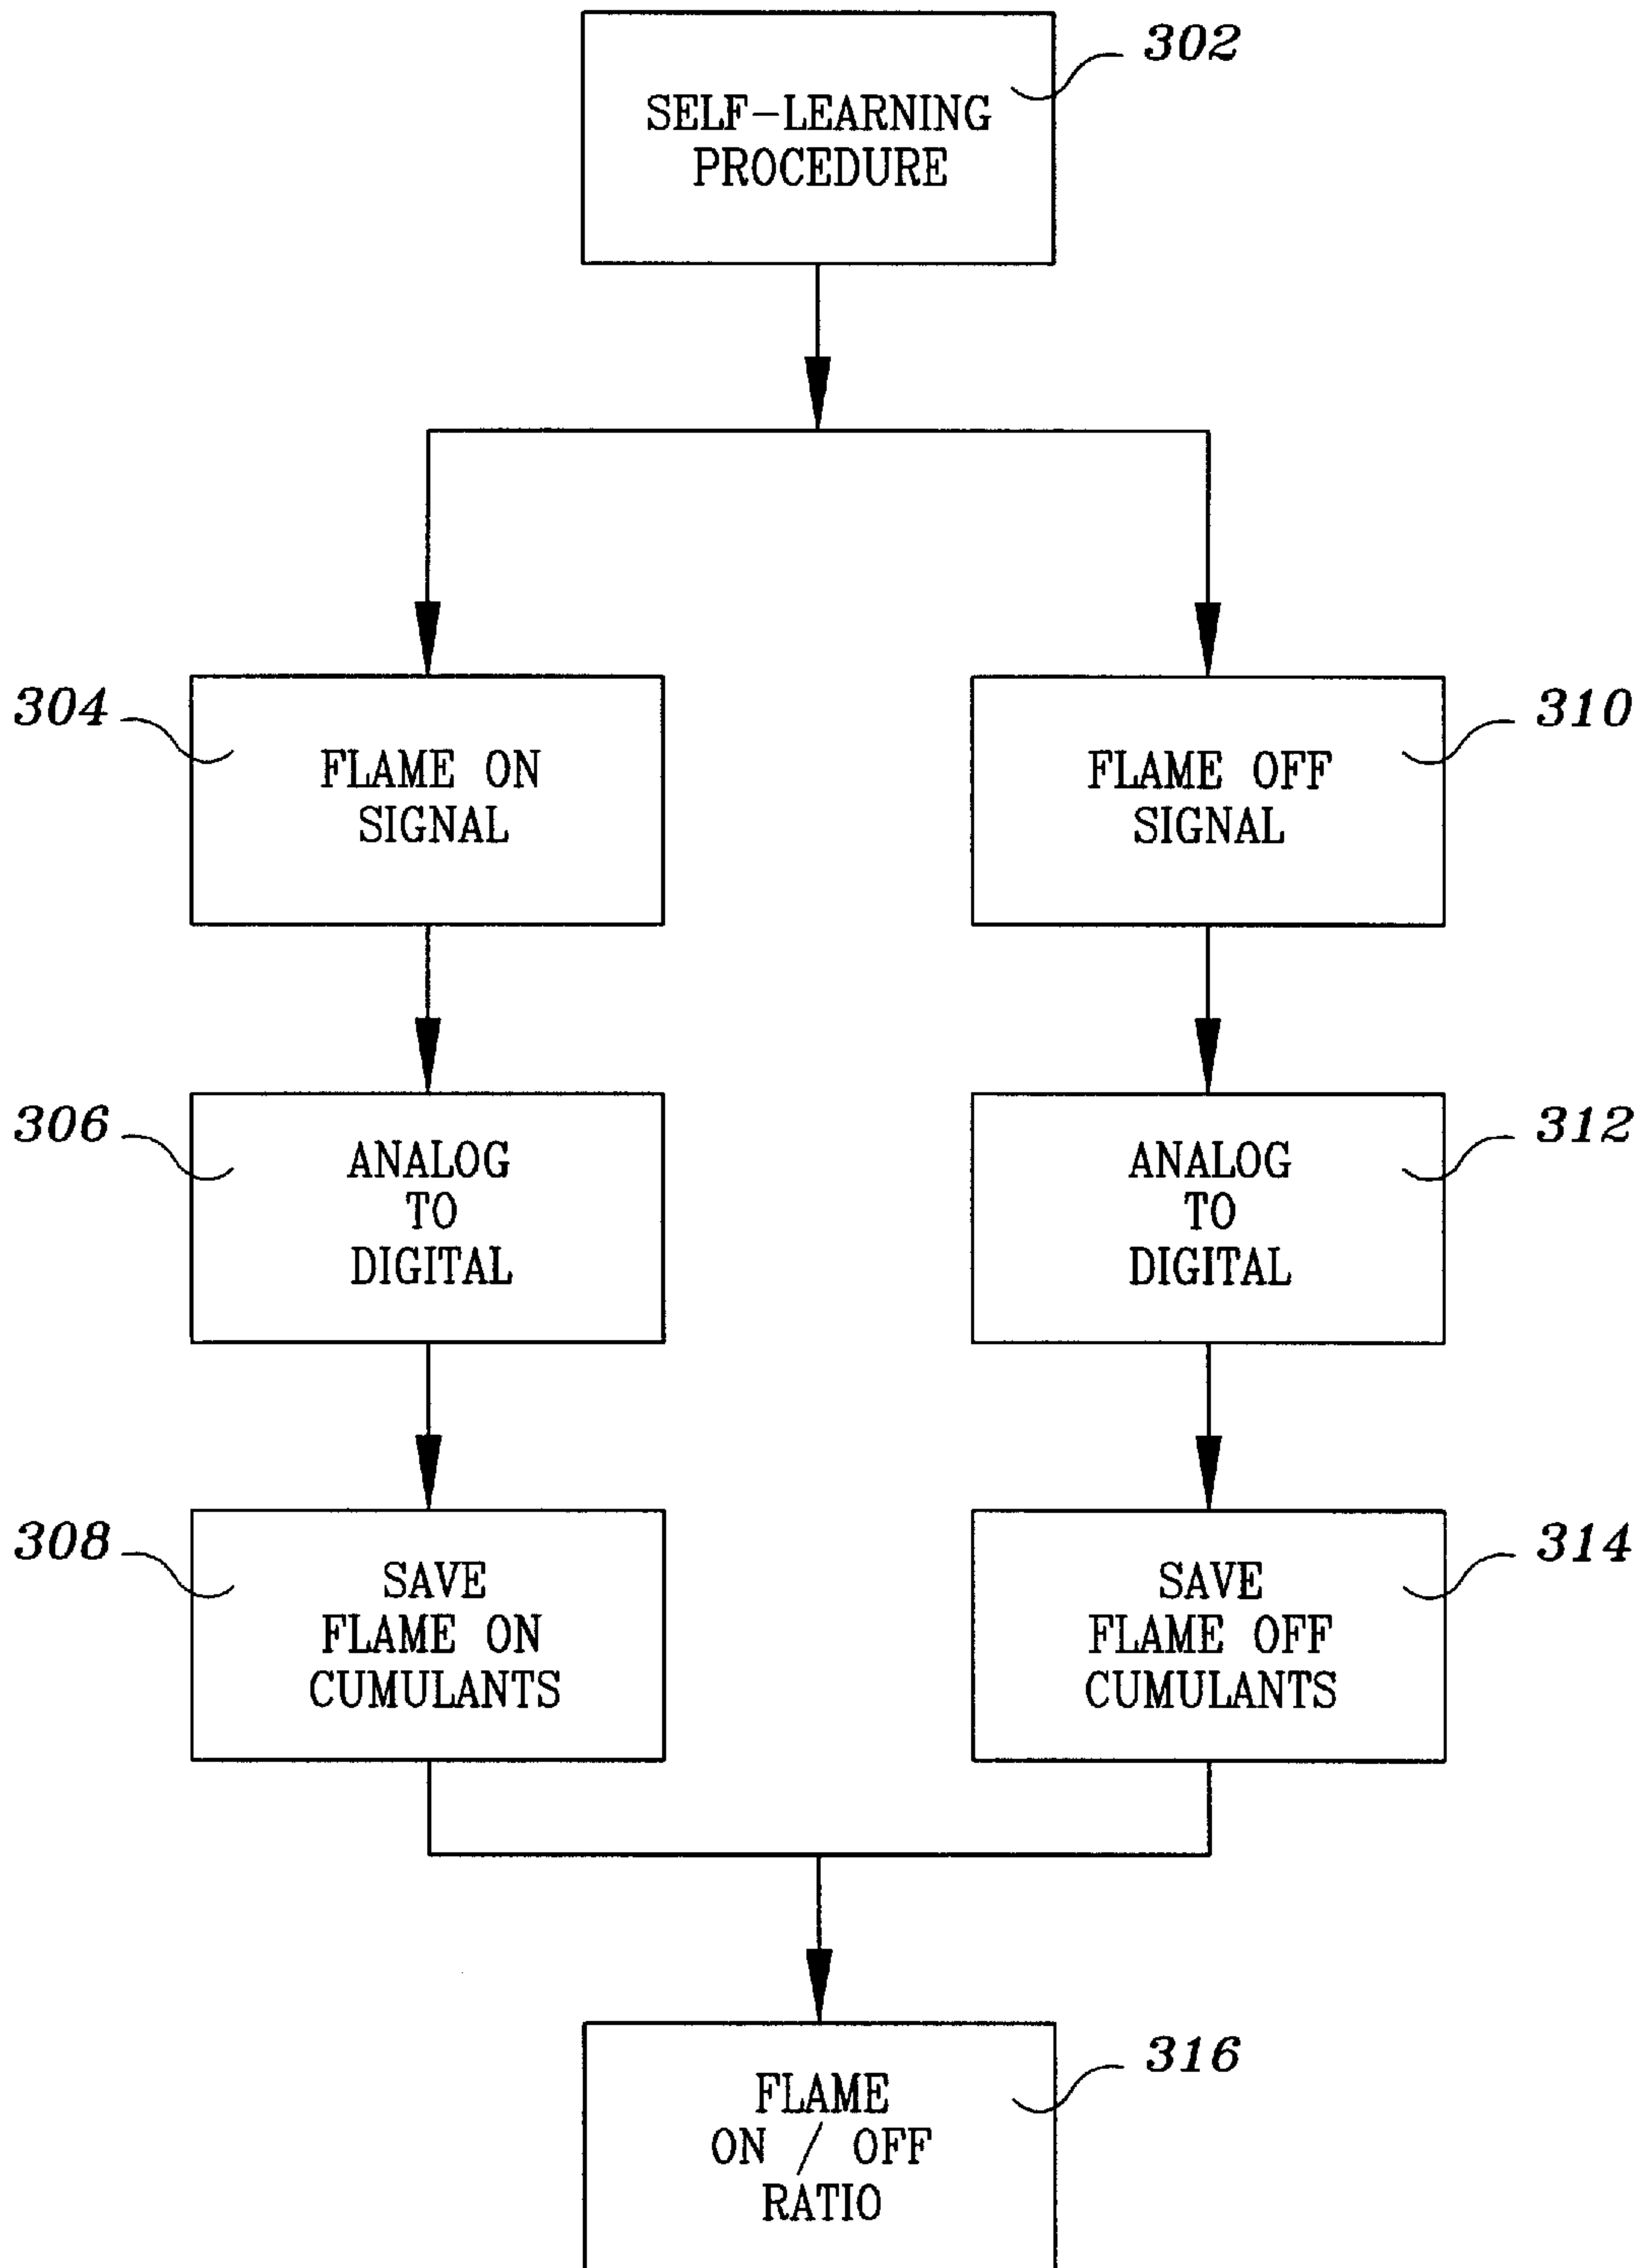 302
SELF-LEARNING
PROCEDURE
304
FLAME ON
SIGNAL
310
FLAME OFF
SIGNAL
306
ANALOG
TO
DIGITAL
312
ANALOG
TO
DIGITAL
308
SAVE
FLAME ON
CUMULANTS
314
SAVE
FLAME OFF
CUMULANTS
316
FLAME
ON / OFF
RATIO